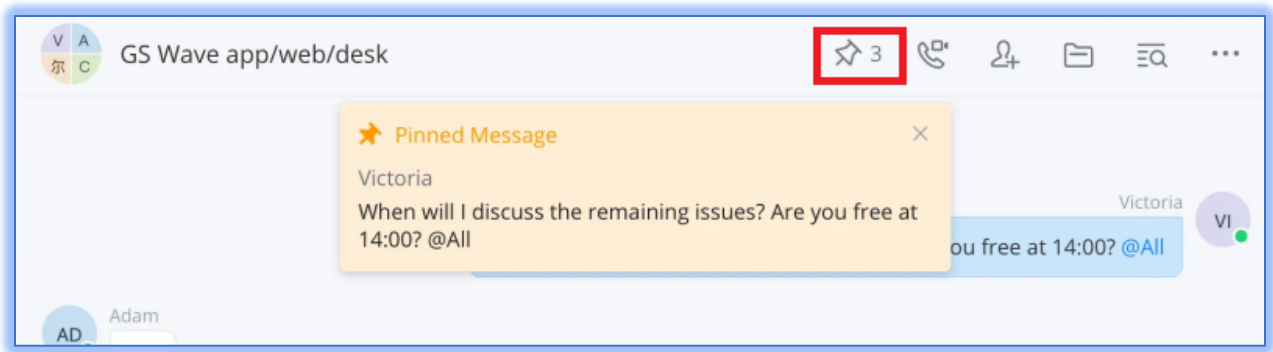 V A
尔 C
GS Wave app/web/desk
3
Pinned Message
Victoria
When will I discuss the remaining issues? Are you free at
14:00? @All
Victoria
VI
ou free at 14:00? @All
Adam
AD